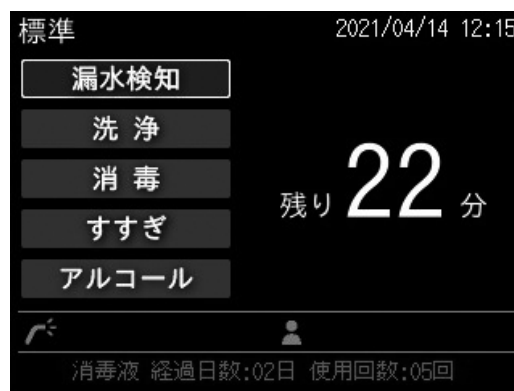 標準 2021/04/14 12:15
漏水検知
洗 浄
消 毒
残り 22 分
すすぎ
アルコール
消毒液 経過日数:02日 使用回数:05回